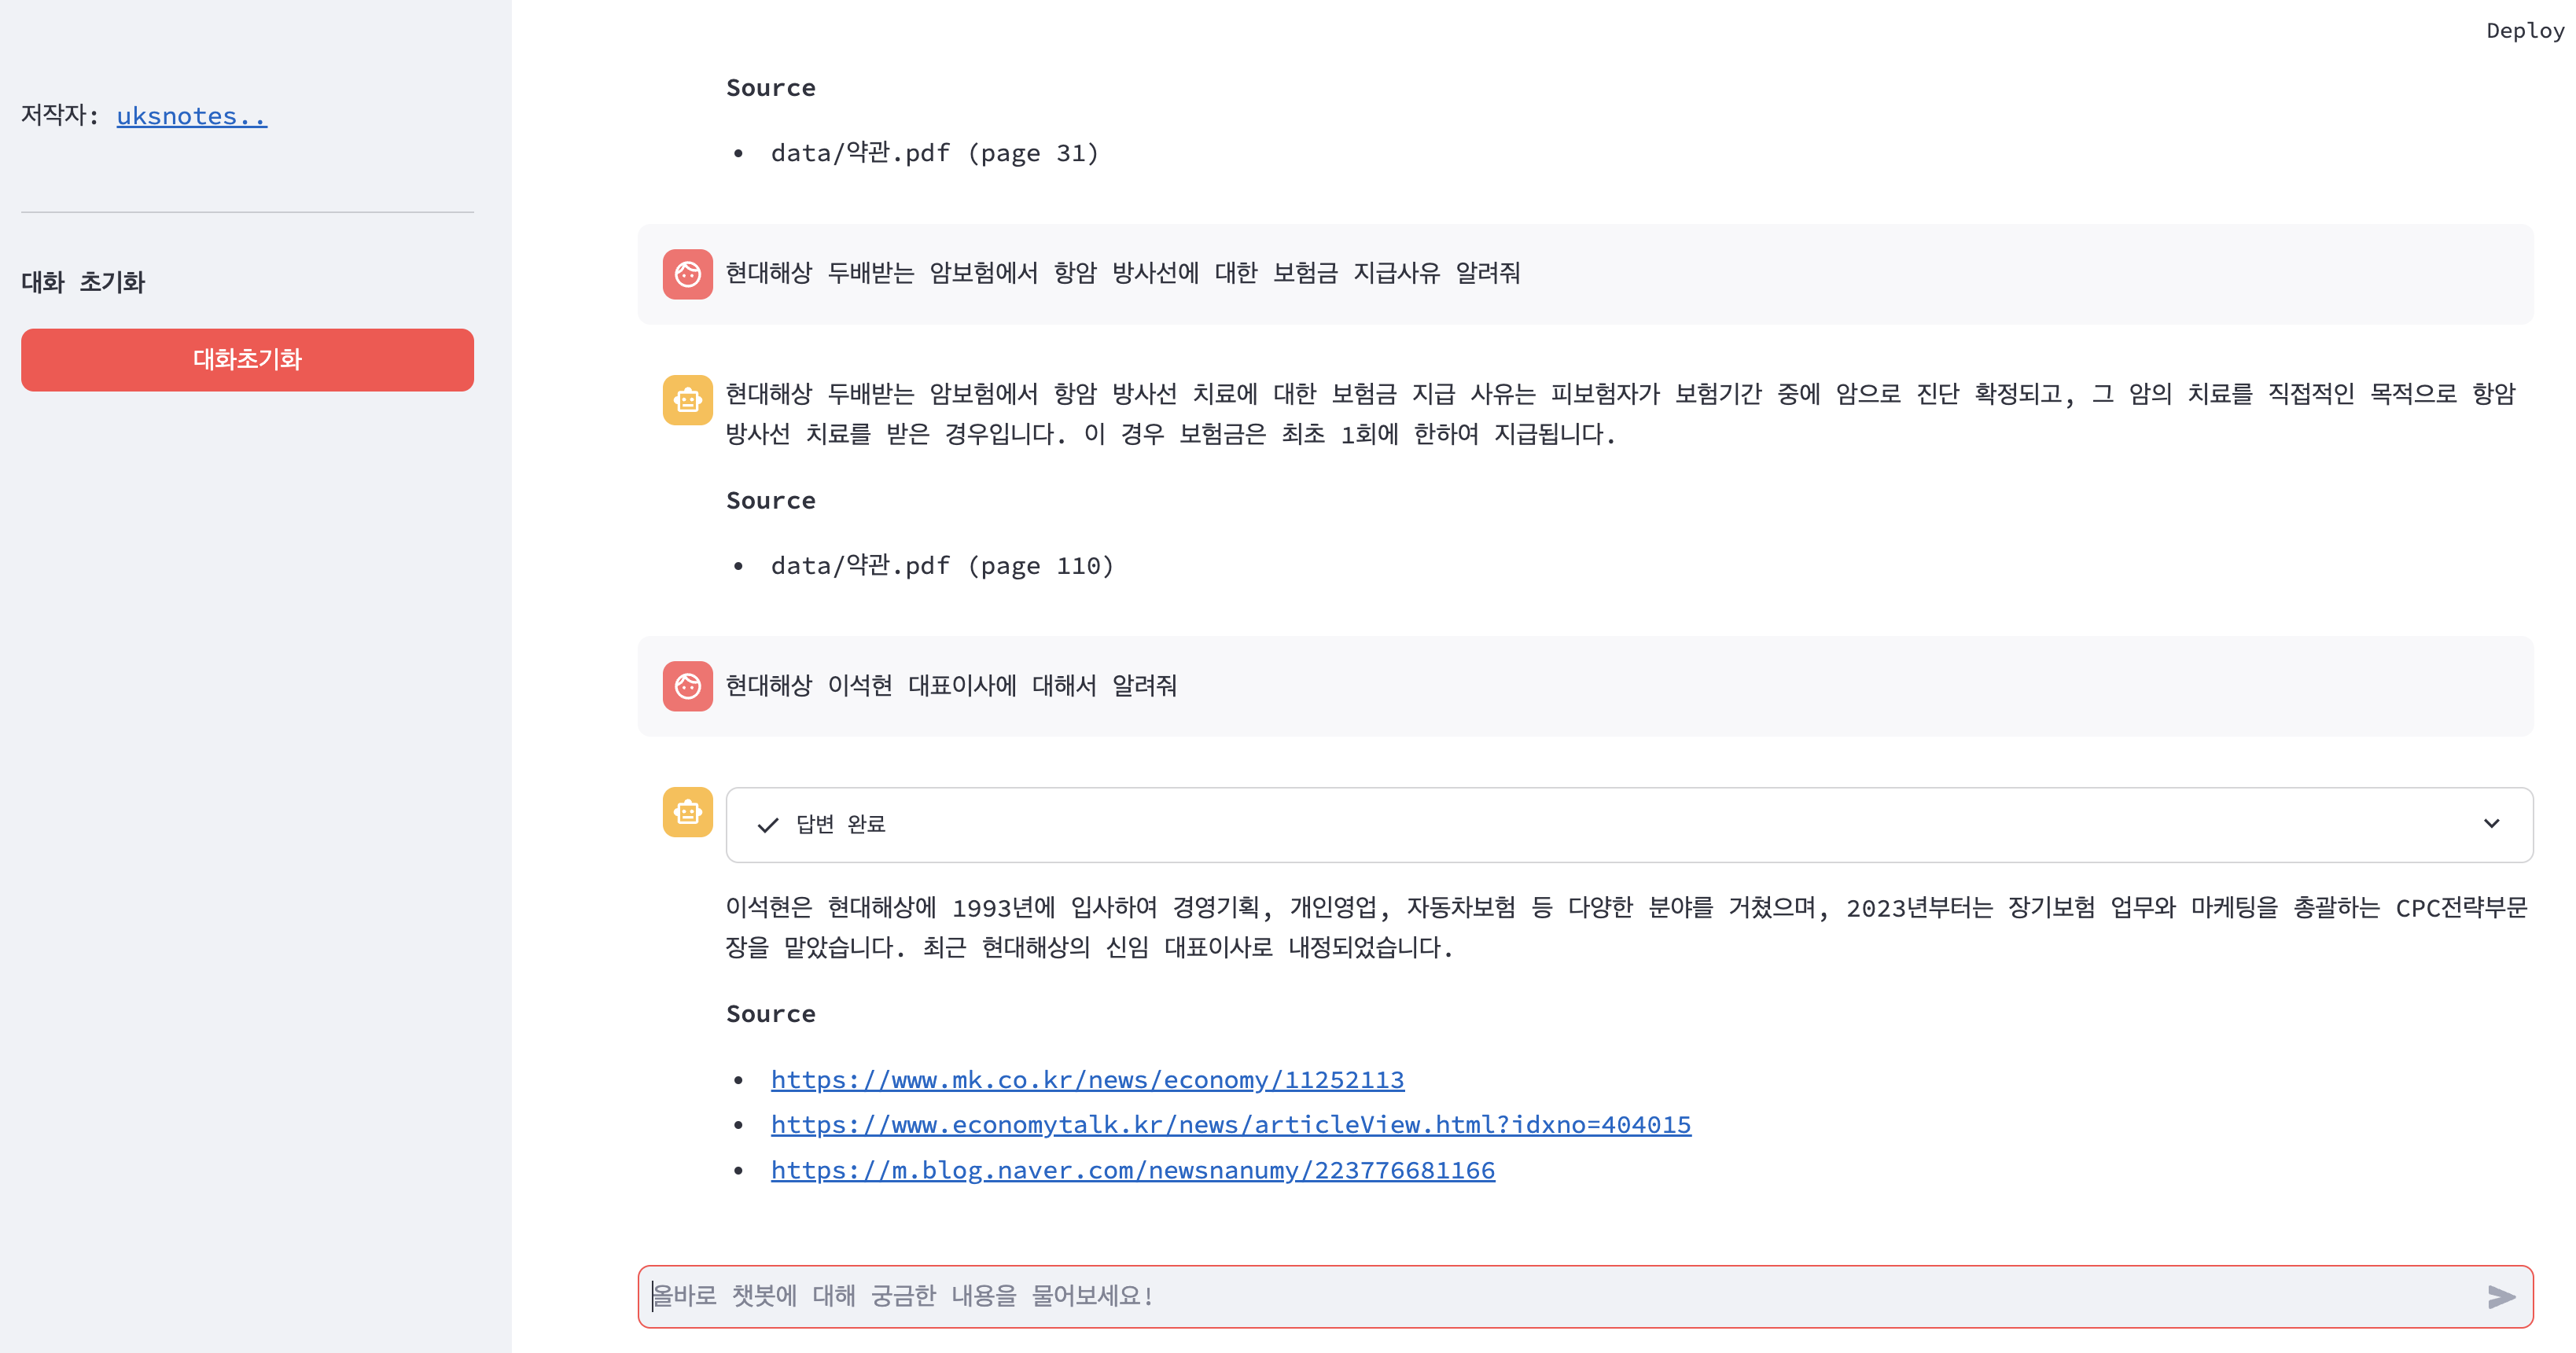 Deploy
저작자: uksnotes..
대화 초기화
대화초기화
Source
data/약관.pdf (page 31)
현대해상 두배받는 암보험에서 항암 방사선에 대한 보험금 지급사유 알려줘
현대해상 두배받는 암보험에서 항암 방사선 치료에 대한 보험금 지급 사유는 피보험자가 보험기간 중에 암으로 진단 확정되고, 그 암의 치료를 직접적인 목적으로 항암
방사선 치료를 받은 경우입니다. 이 경우 보험금은 최초 1회에 한하여 지급됩니다.
Source
data/약관.pdf (page 110)
현대해상 이석현 대표이사에 대해서 알려줘
답변 완료
이석현은 현대해상에 1993년에 입사하여 경영기획, 개인영업, 자동차보험 등 다양한 분야를 거쳤으며, 2023년부터는 장기보험 업무와 마케팅을 총괄하는 CPC전략부문
장을 맡았습니다. 최근 현대해상의 신임 대표이사로 내정되었습니다.
Source
https://www.mk.co.kr/news/economy/11252113
https://www.economytalk.kr/news/articleView.html?idxno=404015
https://m.blog.naver.com/newsnanumy/223776681166
올바로 챗봇에 대해 궁금한 내용을 물어보세요!